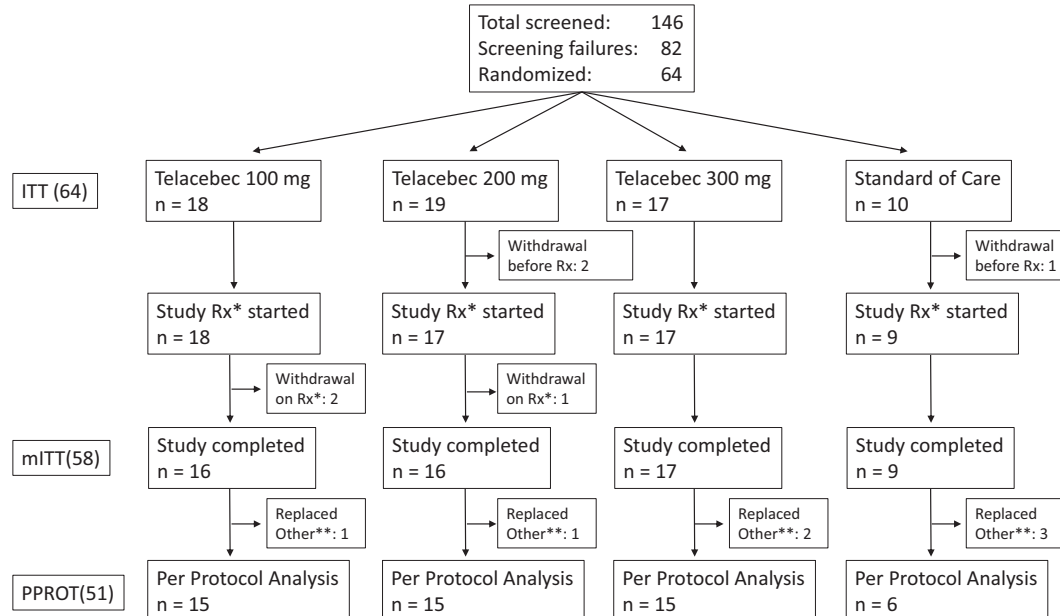 Total screened: 146
Screening failures: 82
Randomized: 64
ITT (64)
Telacebec 100 mg
n = 18
Telacebec 200 mg
n = 19
Telacebec 300 mg
n = 17
Standard of Care
n = 10
Withdrawal
before Rx: 2
Withdrawal
before Rx: 1
Study Rx* started
n = 18
Study Rx* started
n = 17
Study Rx* started
n = 17
Study Rx* started
n = 9
Withdrawal
on Rx*: 2
Withdrawal
on Rx*: 1
mITT(58)
Study completed
n = 16
Study completed
n = 16
Study completed
n = 17
Study completed
n = 9
Replaced
Other**: 1
Replaced
Other**: 1
Replaced
Other**: 2
Replaced
Other**: 3
PPROT(51)
Per Protocol Analysis
n = 15
Per Protocol Analysis
n = 15
Per Protocol Analysis
n = 15
Per Protocol Analysis
n = 6